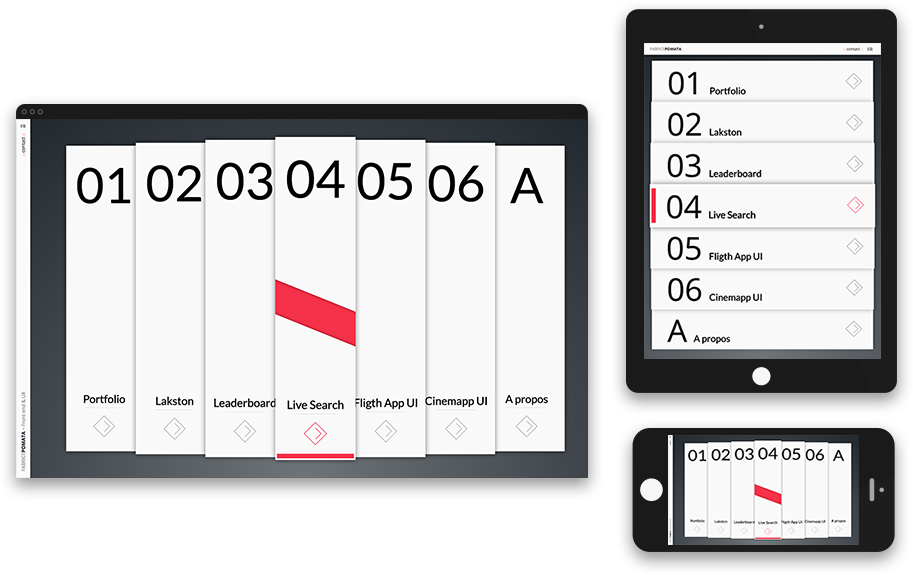 FR
- contact -
FABRICEPOMATA - Front end & UX
01
02
03
04
05
06
A
Portfolio
Lakston
Leaderboard
Live Search
Fligth App UI
Cinemapp UI
A propos
FABRICEPOMATA
- contact -
FR
01 Portfolio
02 Lakston
03 Leaderboard
04 Live Search
05 Fligth App UI
06 Cinemapp UI
A A propos
01
02
03
04
05
06
A
Portfolio
Lakston
Leaderboard
Live Search
Fligth App UI
Cinemapp UI
A propos